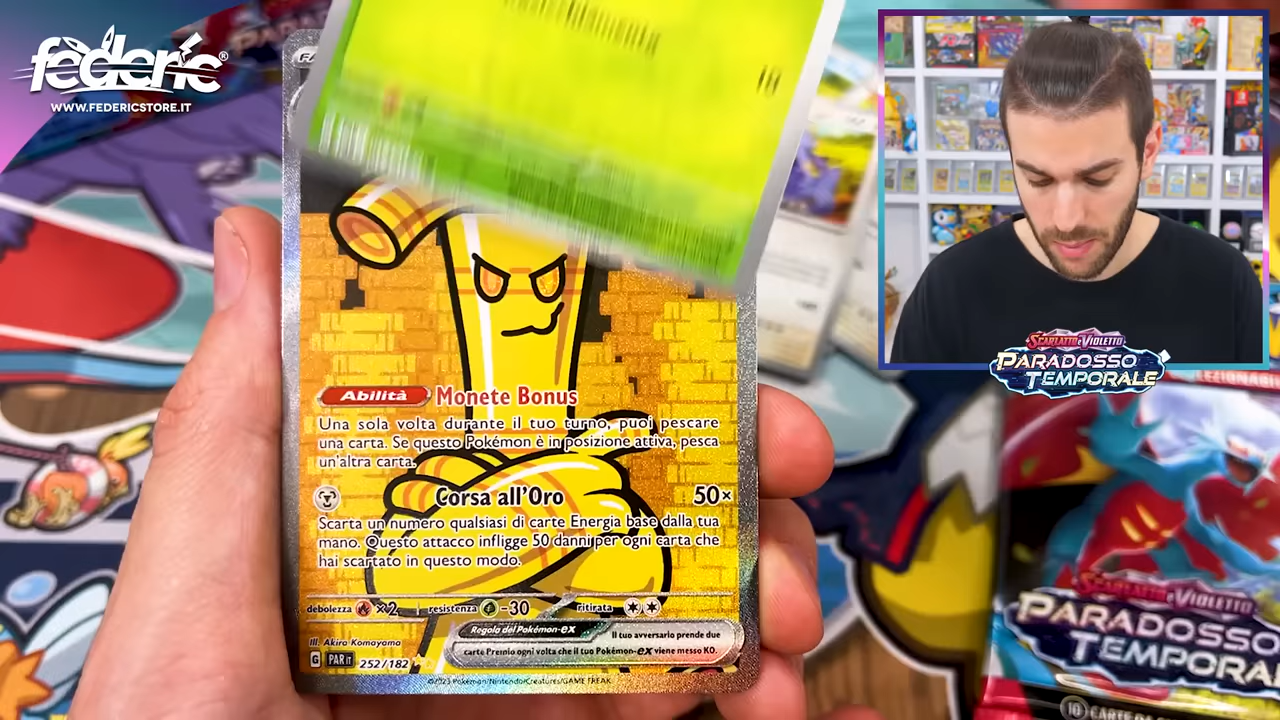 federic®
WWW.FEDERICSTORE.IT
SCARLATTO E VIOLETTO
PARADOSSO
TEMPORALE
Abilità Monete Bonus
Una sola volta durante il tuo turno, puoi pescare
una carta. Se questo Pokémon è in posizione attiva, pesca
un'altra carta.
Corsa all'Oro 50×
Scarta un numero qualsiasi di carte Energia base dalla tua
mano. Questo attacco infligge 50 danni per ogni carta che
hai scartato in questo modo.
debolezza ×2 resistenza -30 ritirata
Regola del Pokémon-ex
Il tuo avversario prende due
carte Premio ogni volta che il tuo Pokémon-ex viene messo KO.
Ill. Akira Komayama
G PAR IT 252/182
©2023 Pokémon/Nintendo/Creatures/GAME FREAK
SCARLATTO E VIOLETTO
PARADOSSO
TEMPORALE
10 CARTE